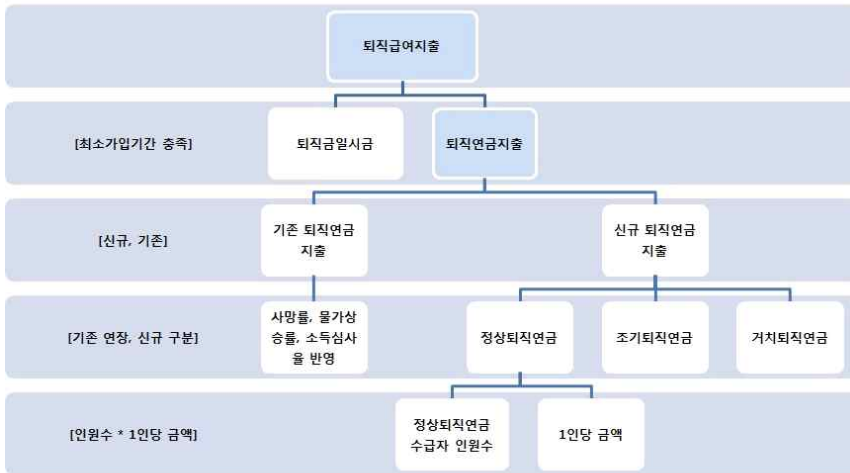 퇴직급여지출
[최소가입기간 충족]
퇴직금일시금
퇴직연금지출
[신규, 기존]
기존 퇴직연금
지출
신규 퇴직연금
지출
[기존 연장, 신규 구분]
사망률, 물가상
승률, 소득심사
율 반영
정상퇴직연금
조기퇴직연금
거치퇴직연금
[인원수 * 1인당 금액]
정상퇴직연금
수급자 인원수
1인당 금액